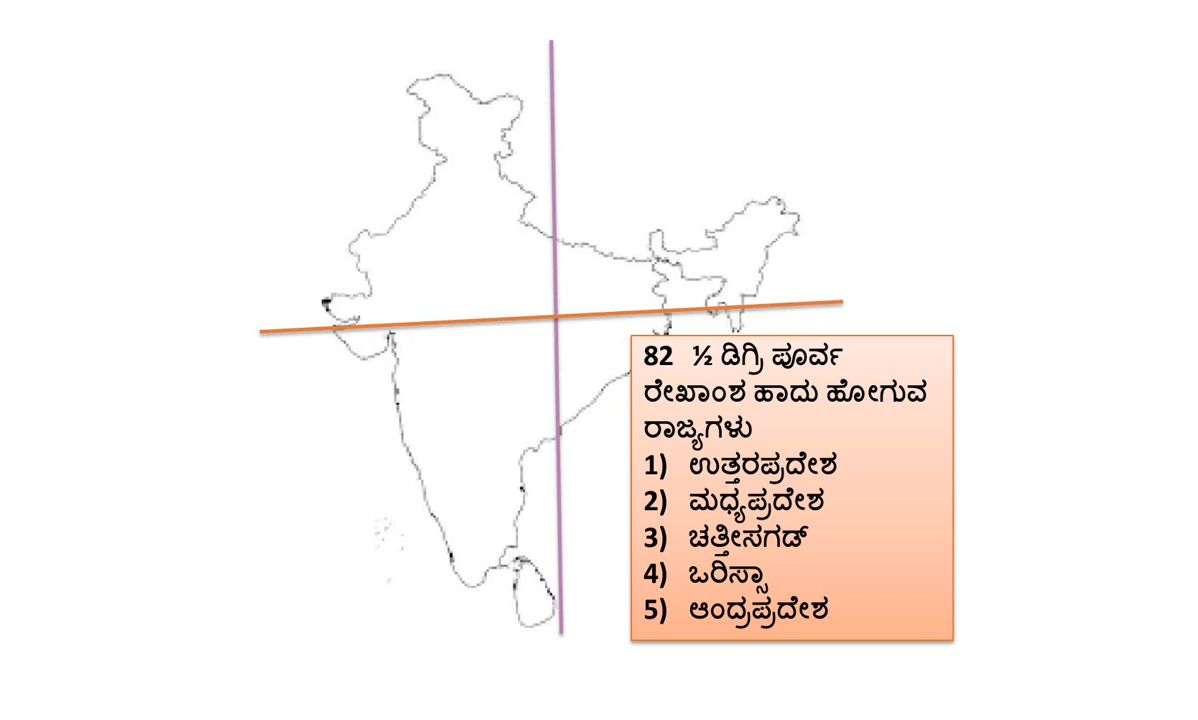 82 ½ ಡಿಗ್ರಿ ಪೂರ್ವ
ರೇಖಾಂಶ ಹಾದು ಹೋಗುವ
ರಾಜ್ಯಗಳು
1) ಉತ್ತರಪ್ರದೇಶ
2) ಮಧ್ಯಪ್ರದೇಶ
3) ಚತ್ತೀಸಗಡ್
4) ಒರಿಸ್ಸಾ
5) ಆಂದ್ರಪ್ರದೇಶ